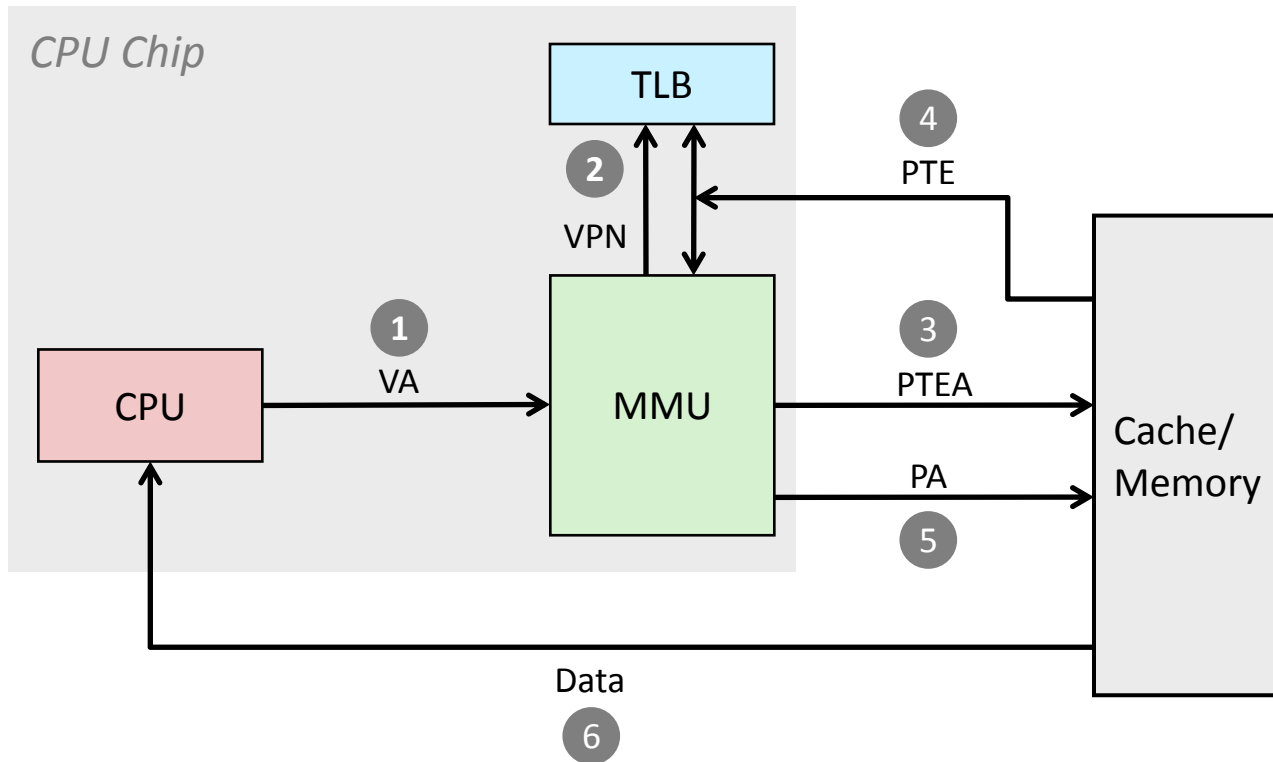 CPU Chip
TLB
4
PTE
2
VPN
1
VA
3
PTEA
CPU
MMU
Cache/
Memory
PA
5
Data
6